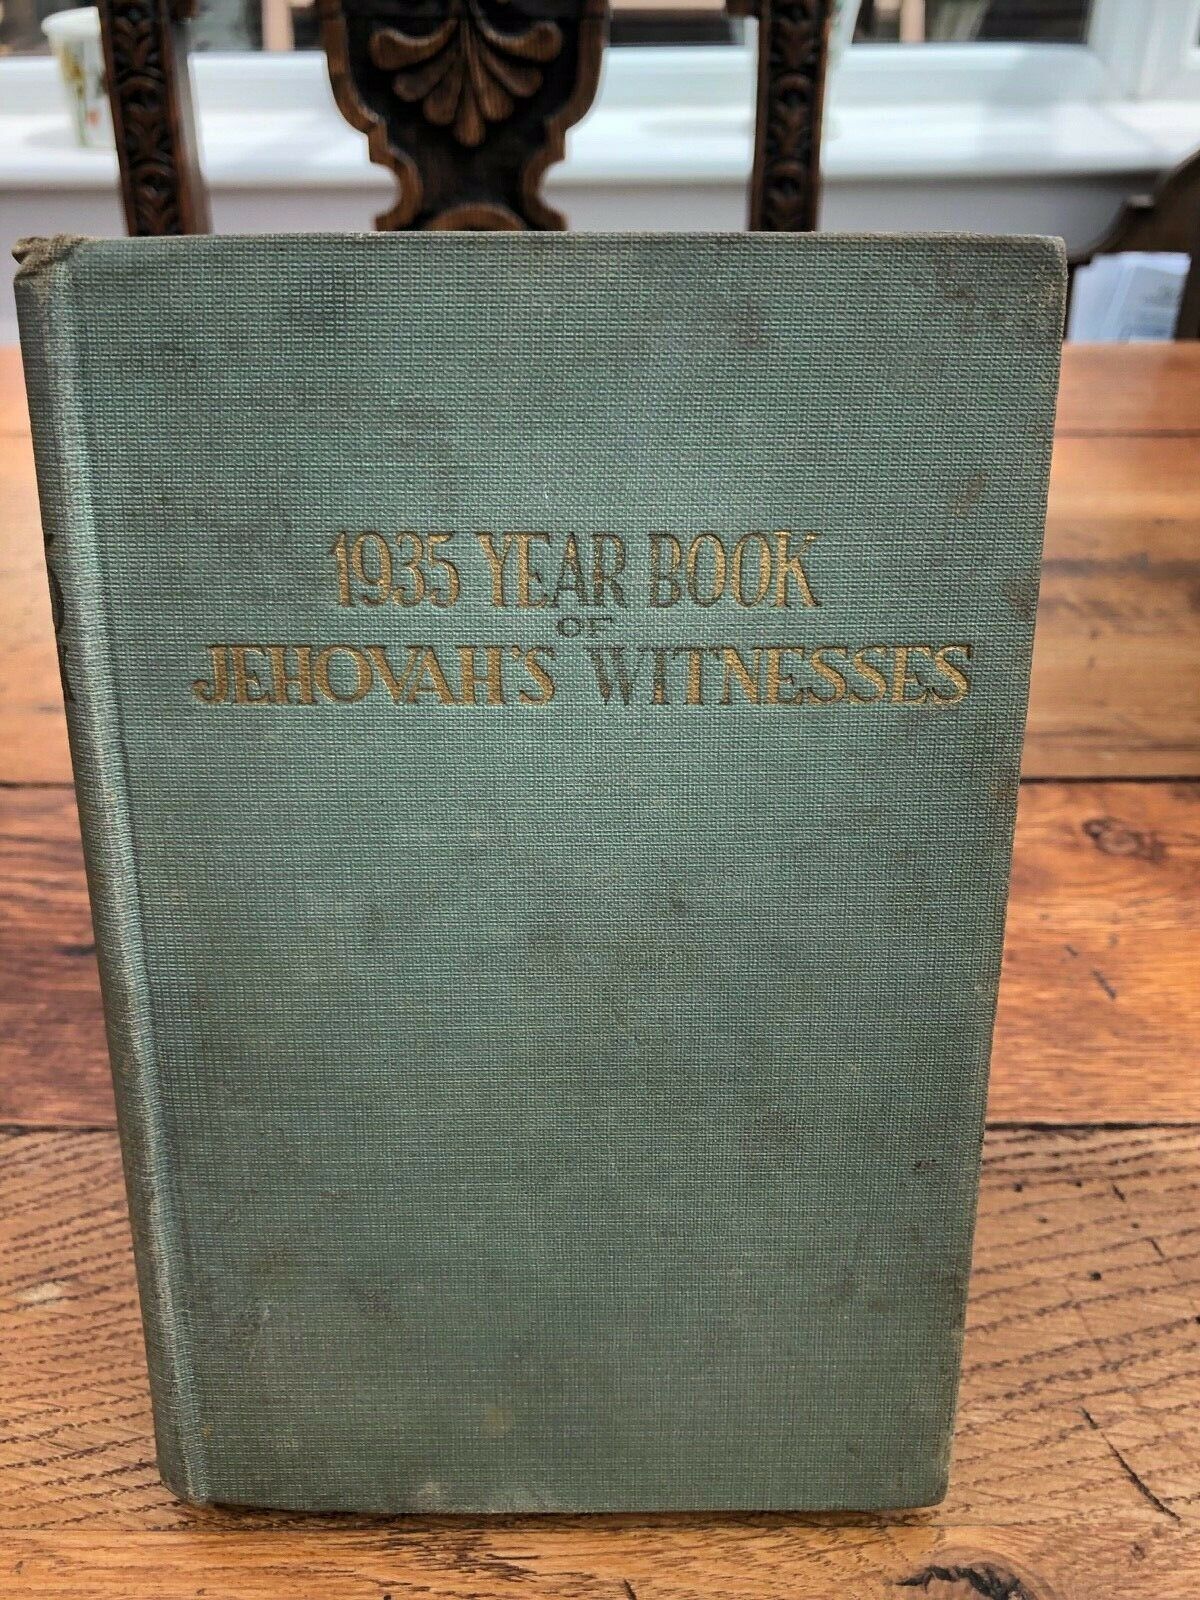 1935 YEAR BOOK
OF
JEHOVAH'S WITNESSES